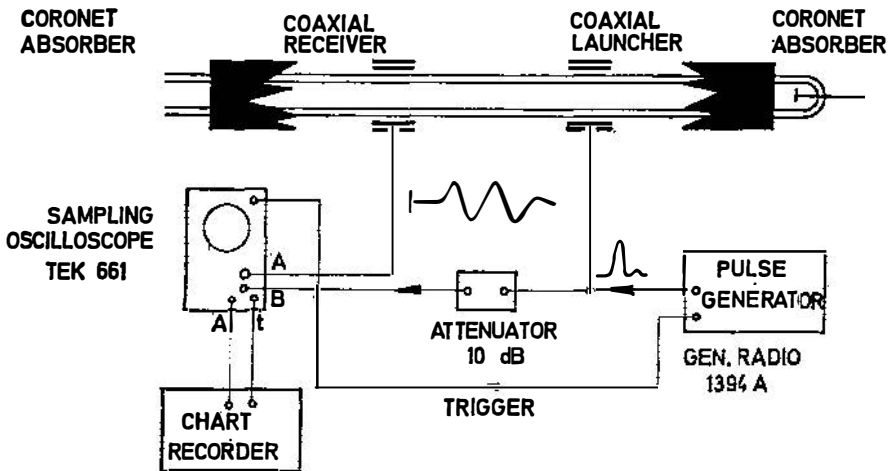 CORONET
ABSORBER
COAXIAL
RECEIVER
COAXIAL
LAUNCHER
CORONET
ABSORBER
SAMPLING
OSCILLOSCOPE
TEK 661
A
B
A
t
ATTENUATOR
10 dB
PULSE
GENERATOR
GEN. RADIO
1394 A
TRIGGER
CHART
RECORDER